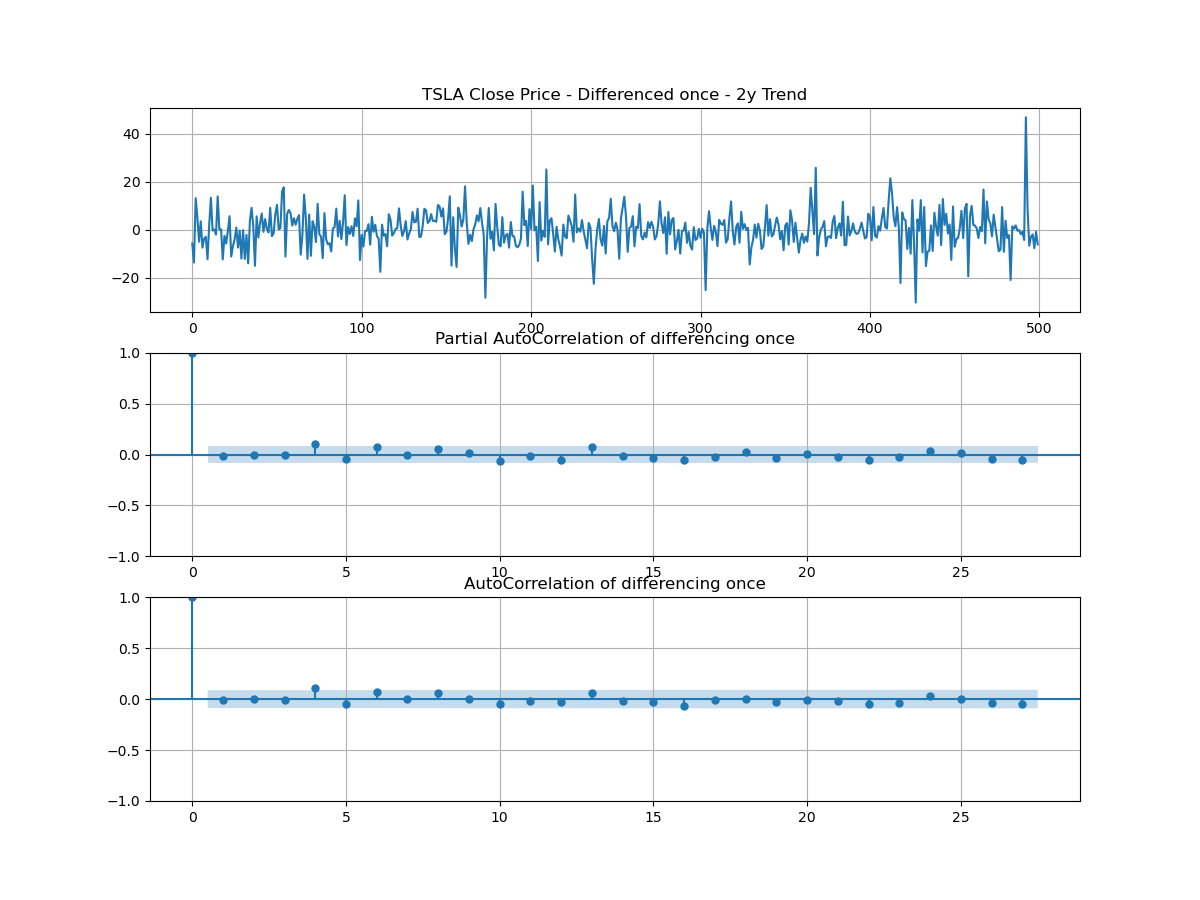 TSLA Close Price - Differenced once - 2y Trend
40
20
0
−20
0 100 200 300 400 500
Partial AutoCorrelation of differencing once
1.0
0.5
0.0
−0.5
−1.0
0 5 10 15 20 25
AutoCorrelation of differencing once
1.0
0.5
0.0
−0.5
−1.0
0 5 10 15 20 25